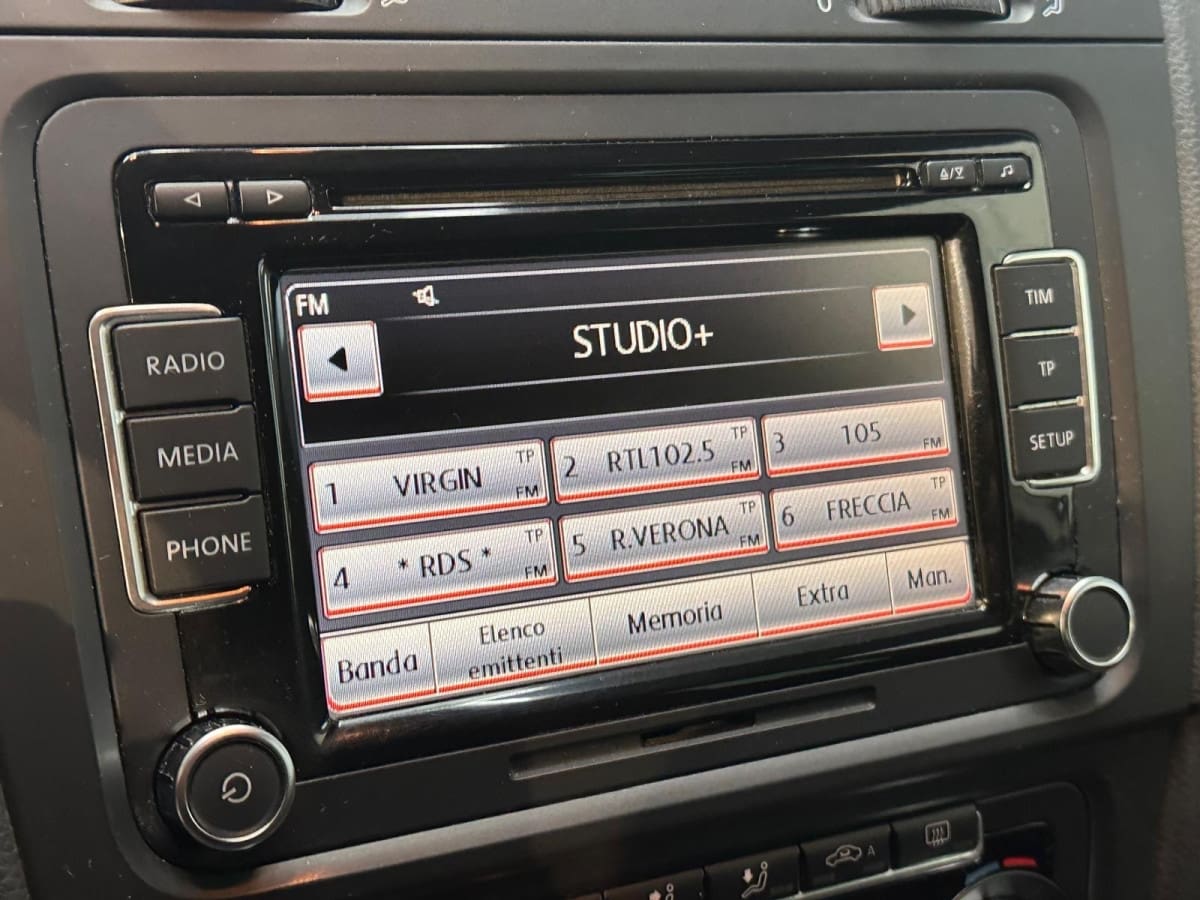 FM
STUDIO+
RADIO
MEDIA
PHONE
TIM
TP
SETUP
1 VIRGIN TP FM
2 RTL102.5 TP FM
3 105 FM
4 * RDS * TP FM
5 R.VERONA TP FM
6 FRECCIA TP FM
Banda
Elenco
emittenti
Memoria
Extra
Man.
A